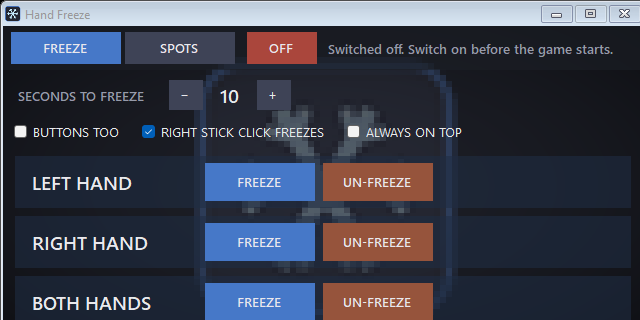 Hand Freeze
FREEZE SPOTS OFF Switched off. Switch on before the game starts.
SECONDS TO FREEZE − 10 +
BUTTONS TOO RIGHT STICK CLICK FREEZES ALWAYS ON TOP
LEFT HAND FREEZE UN-FREEZE
RIGHT HAND FREEZE UN-FREEZE
BOTH HANDS FREEZE UN-FREEZE